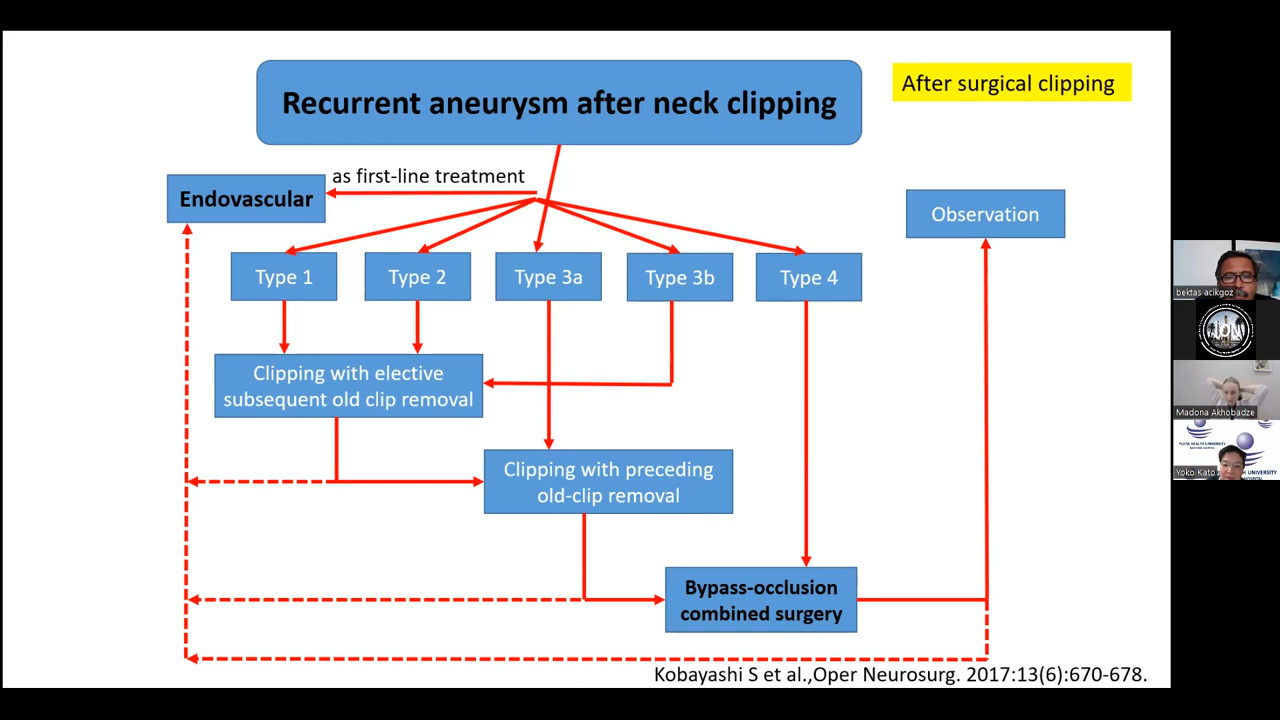 Recurrent aneurysm after neck clipping
After surgical clipping
as first-line treatment
Endovascular
Observation
Type 1
Type 2
Type 3a
Type 3b
Type 4
Clipping with elective
subsequent old clip removal
Clipping with preceding
old-clip removal
Bypass-occlusion
combined surgery
Kobayashi S et al.,Oper Neurosurg. 2017:13(6):670-678.
bektas acikgoz
Madona Akhobadze
Yoko Kato